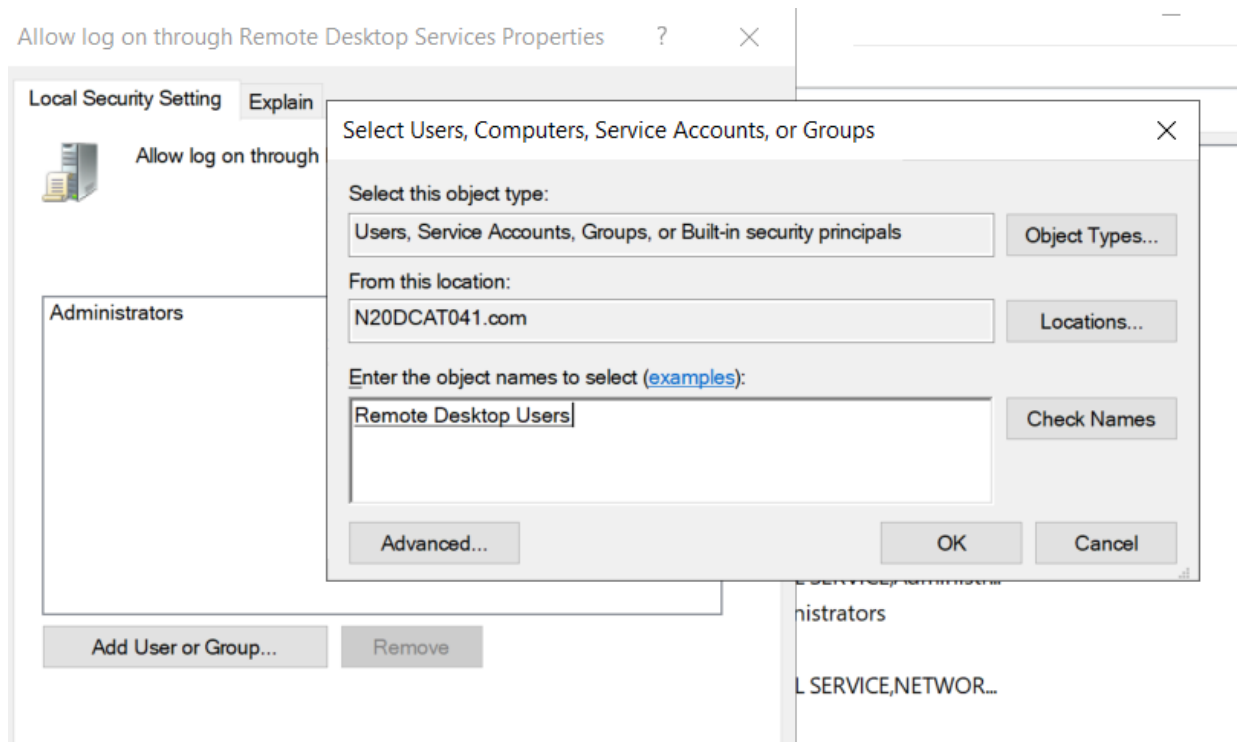 Allow log on through Remote Desktop Services Properties ?
Local Security Setting Explain
Allow log on through
Administrators
Add User or Group... Remove
Select Users, Computers, Service Accounts, or Groups
Select this object type:
Users, Service Accounts, Groups, or Built-in security principals
Object Types...
From this location:
N20DCAT041.com
Locations...
Enter the object names to select (examples):
Remote Desktop Users
Check Names
Advanced... OK Cancel
nistrators
L SERVICE,NETWOR...